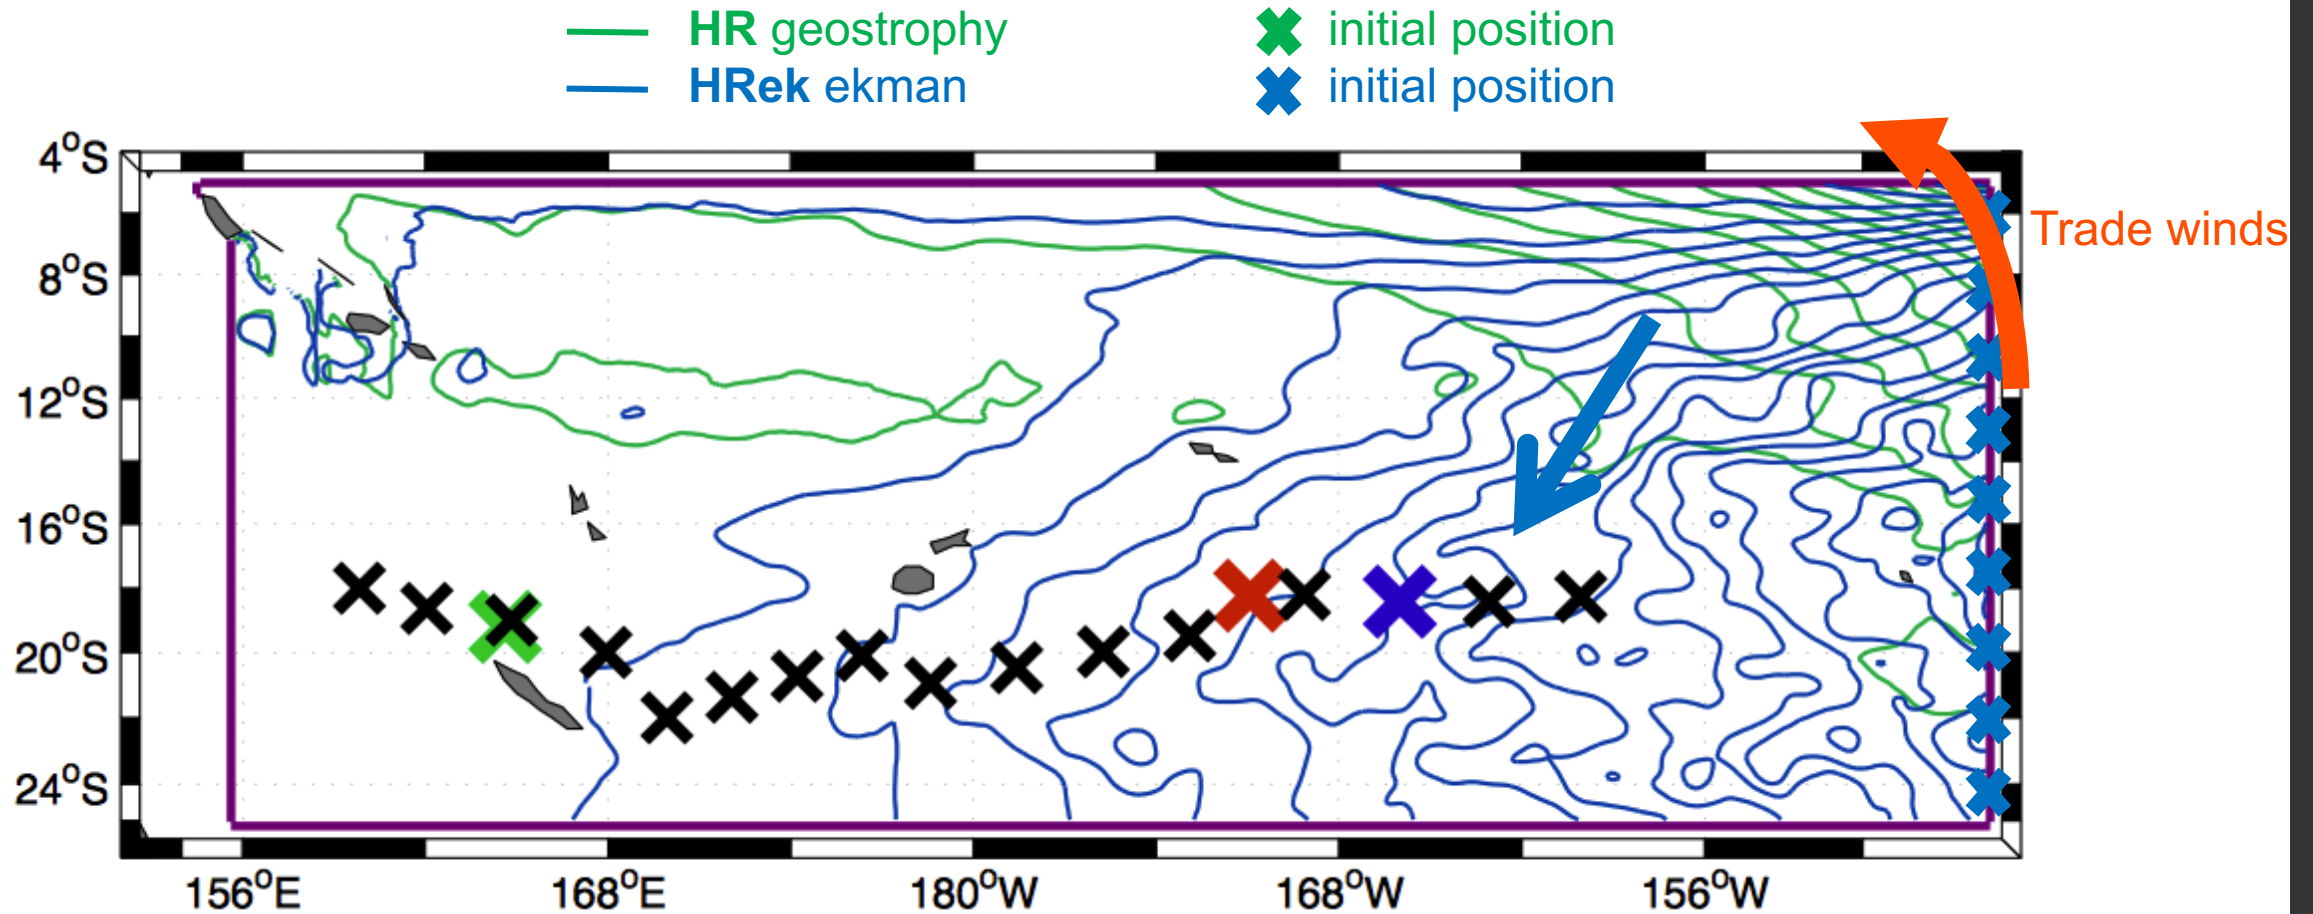 HR geostrophy
initial position
HRek ekman
initial position
Trade winds
4°S
8°S
12°S
16°S
20°S
24°S
156°E
168°E
180°W
168°W
156°W